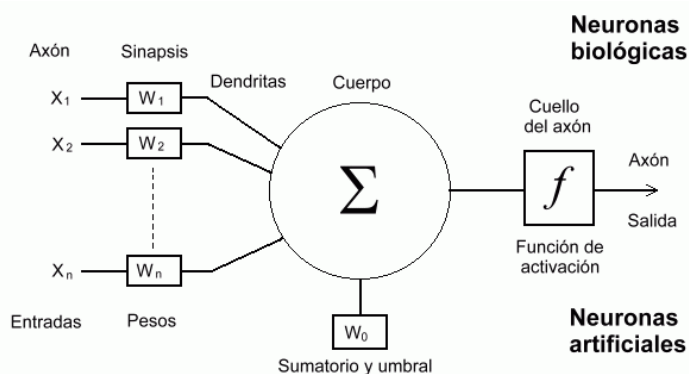 Neuronas
biológicas
Axón
Sinapsis
Dendritas
Cuerpo
Cuello
del axón
X1
W1
X2
W2
Σ
f
Axón
Salida
Xn
Wn
Función de
activación
Entradas
Pesos
W0
Sumatorio y umbral
Neuronas
artificiales